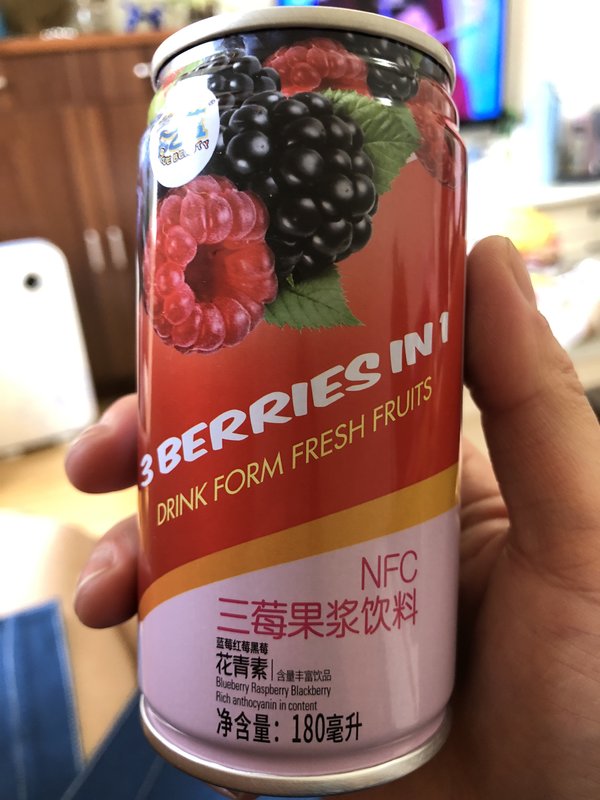 3 BERRIES IN 1
DRINK FORM FRESH FRUITS
NFC
三莓果浆饮料
蓝莓红莓黑莓
花青素 | 含量丰富饮品
Blueberry Raspberry Blackberry
Rich anthocyanin in content
净含量：180毫升